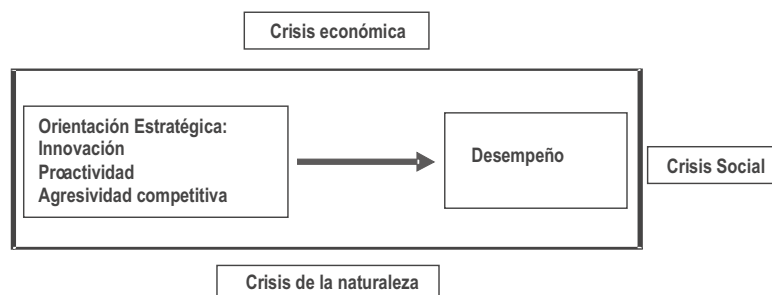 Crisis económica
Orientación Estratégica:
Innovación
Proactividad
Agresividad competitiva
Desempeño
Crisis Social
Crisis de la naturaleza